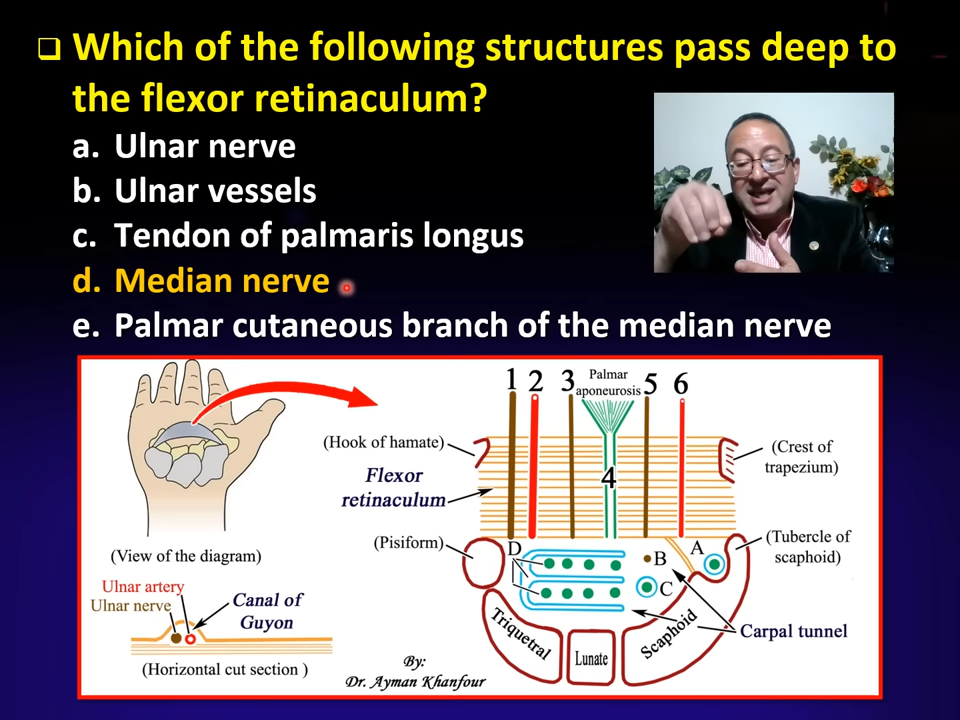 Which of the following structures pass deep to
the flexor retinaculum?
a. Ulnar nerve
b. Ulnar vessels
c. Tendon of palmaris longus
d. Median nerve
e. Palmar cutaneous branch of the median nerve
1 2 3 Palmar aponeurosis 5 6
(Hook of hamate)
(Crest of
trapezium)
Flexor
retinaculum
4
(Pisiform)
D
B
A
C
(Tubercle of
scaphoid)
(View of the diagram)
Ulnar artery
Ulnar nerve
Canal of
Guyon
(Horizontal cut section )
Triquetral
Lunate
Scaphoid
Carpal tunnel
By:
Dr. Ayman Khanfour